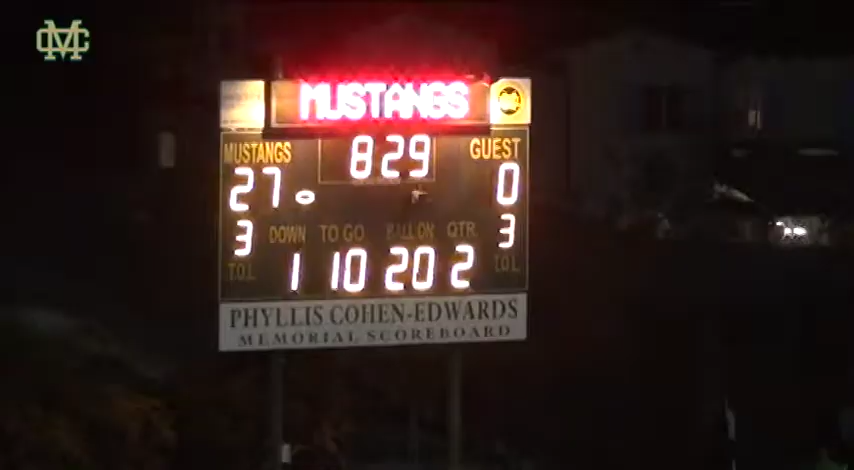 MC
MUSTANGS
MUSTANGS 829 GUEST
27 0
3 DOWN TO GO BALL ON QTR 3
T.O.L 1 10 20 2 T.O.L
PHYLLIS COHEN-EDWARDS
MEMORIAL SCOREBOARD